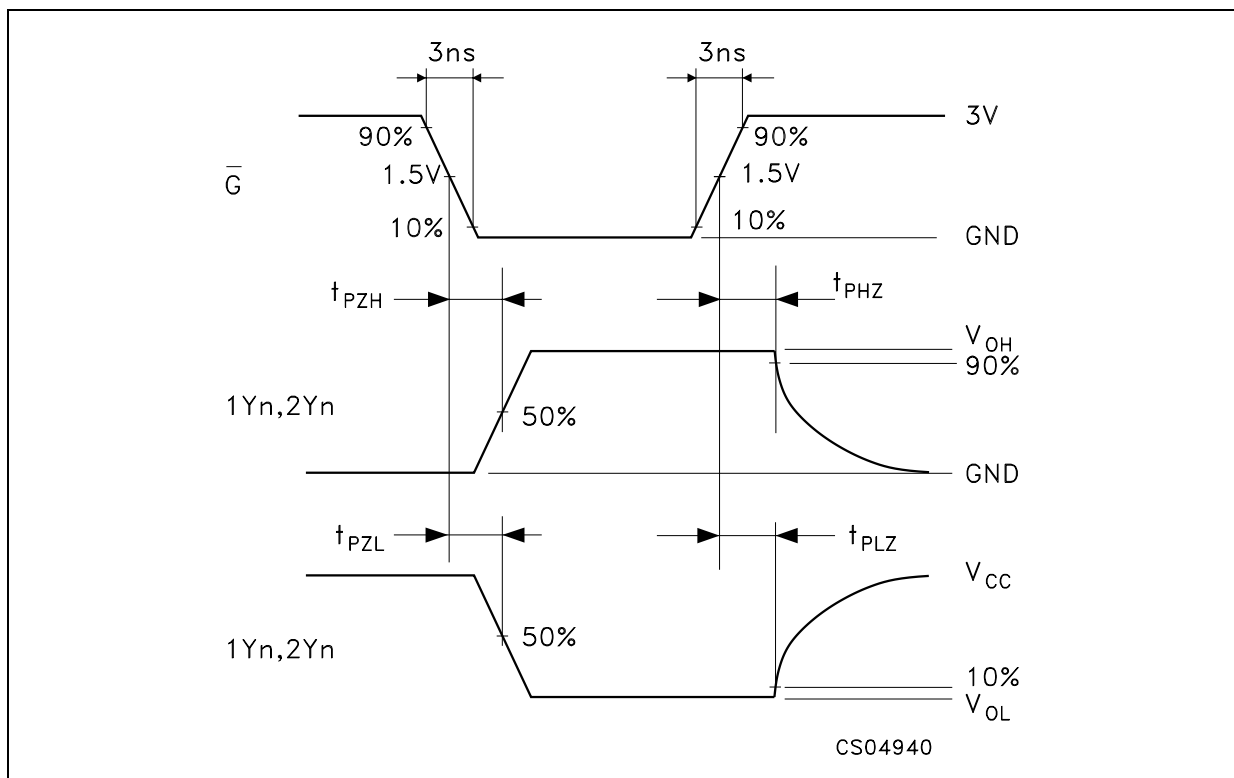 3ns 3ns
3V
90% 90%
1.5V 1.5V
G̅
10% 10%
GND
tPZH tPHZ
VOH
90%
1Yn,2Yn 50%
GND
tPZL tPLZ
VCC
1Yn,2Yn 50%
10%
VOL
CS04940